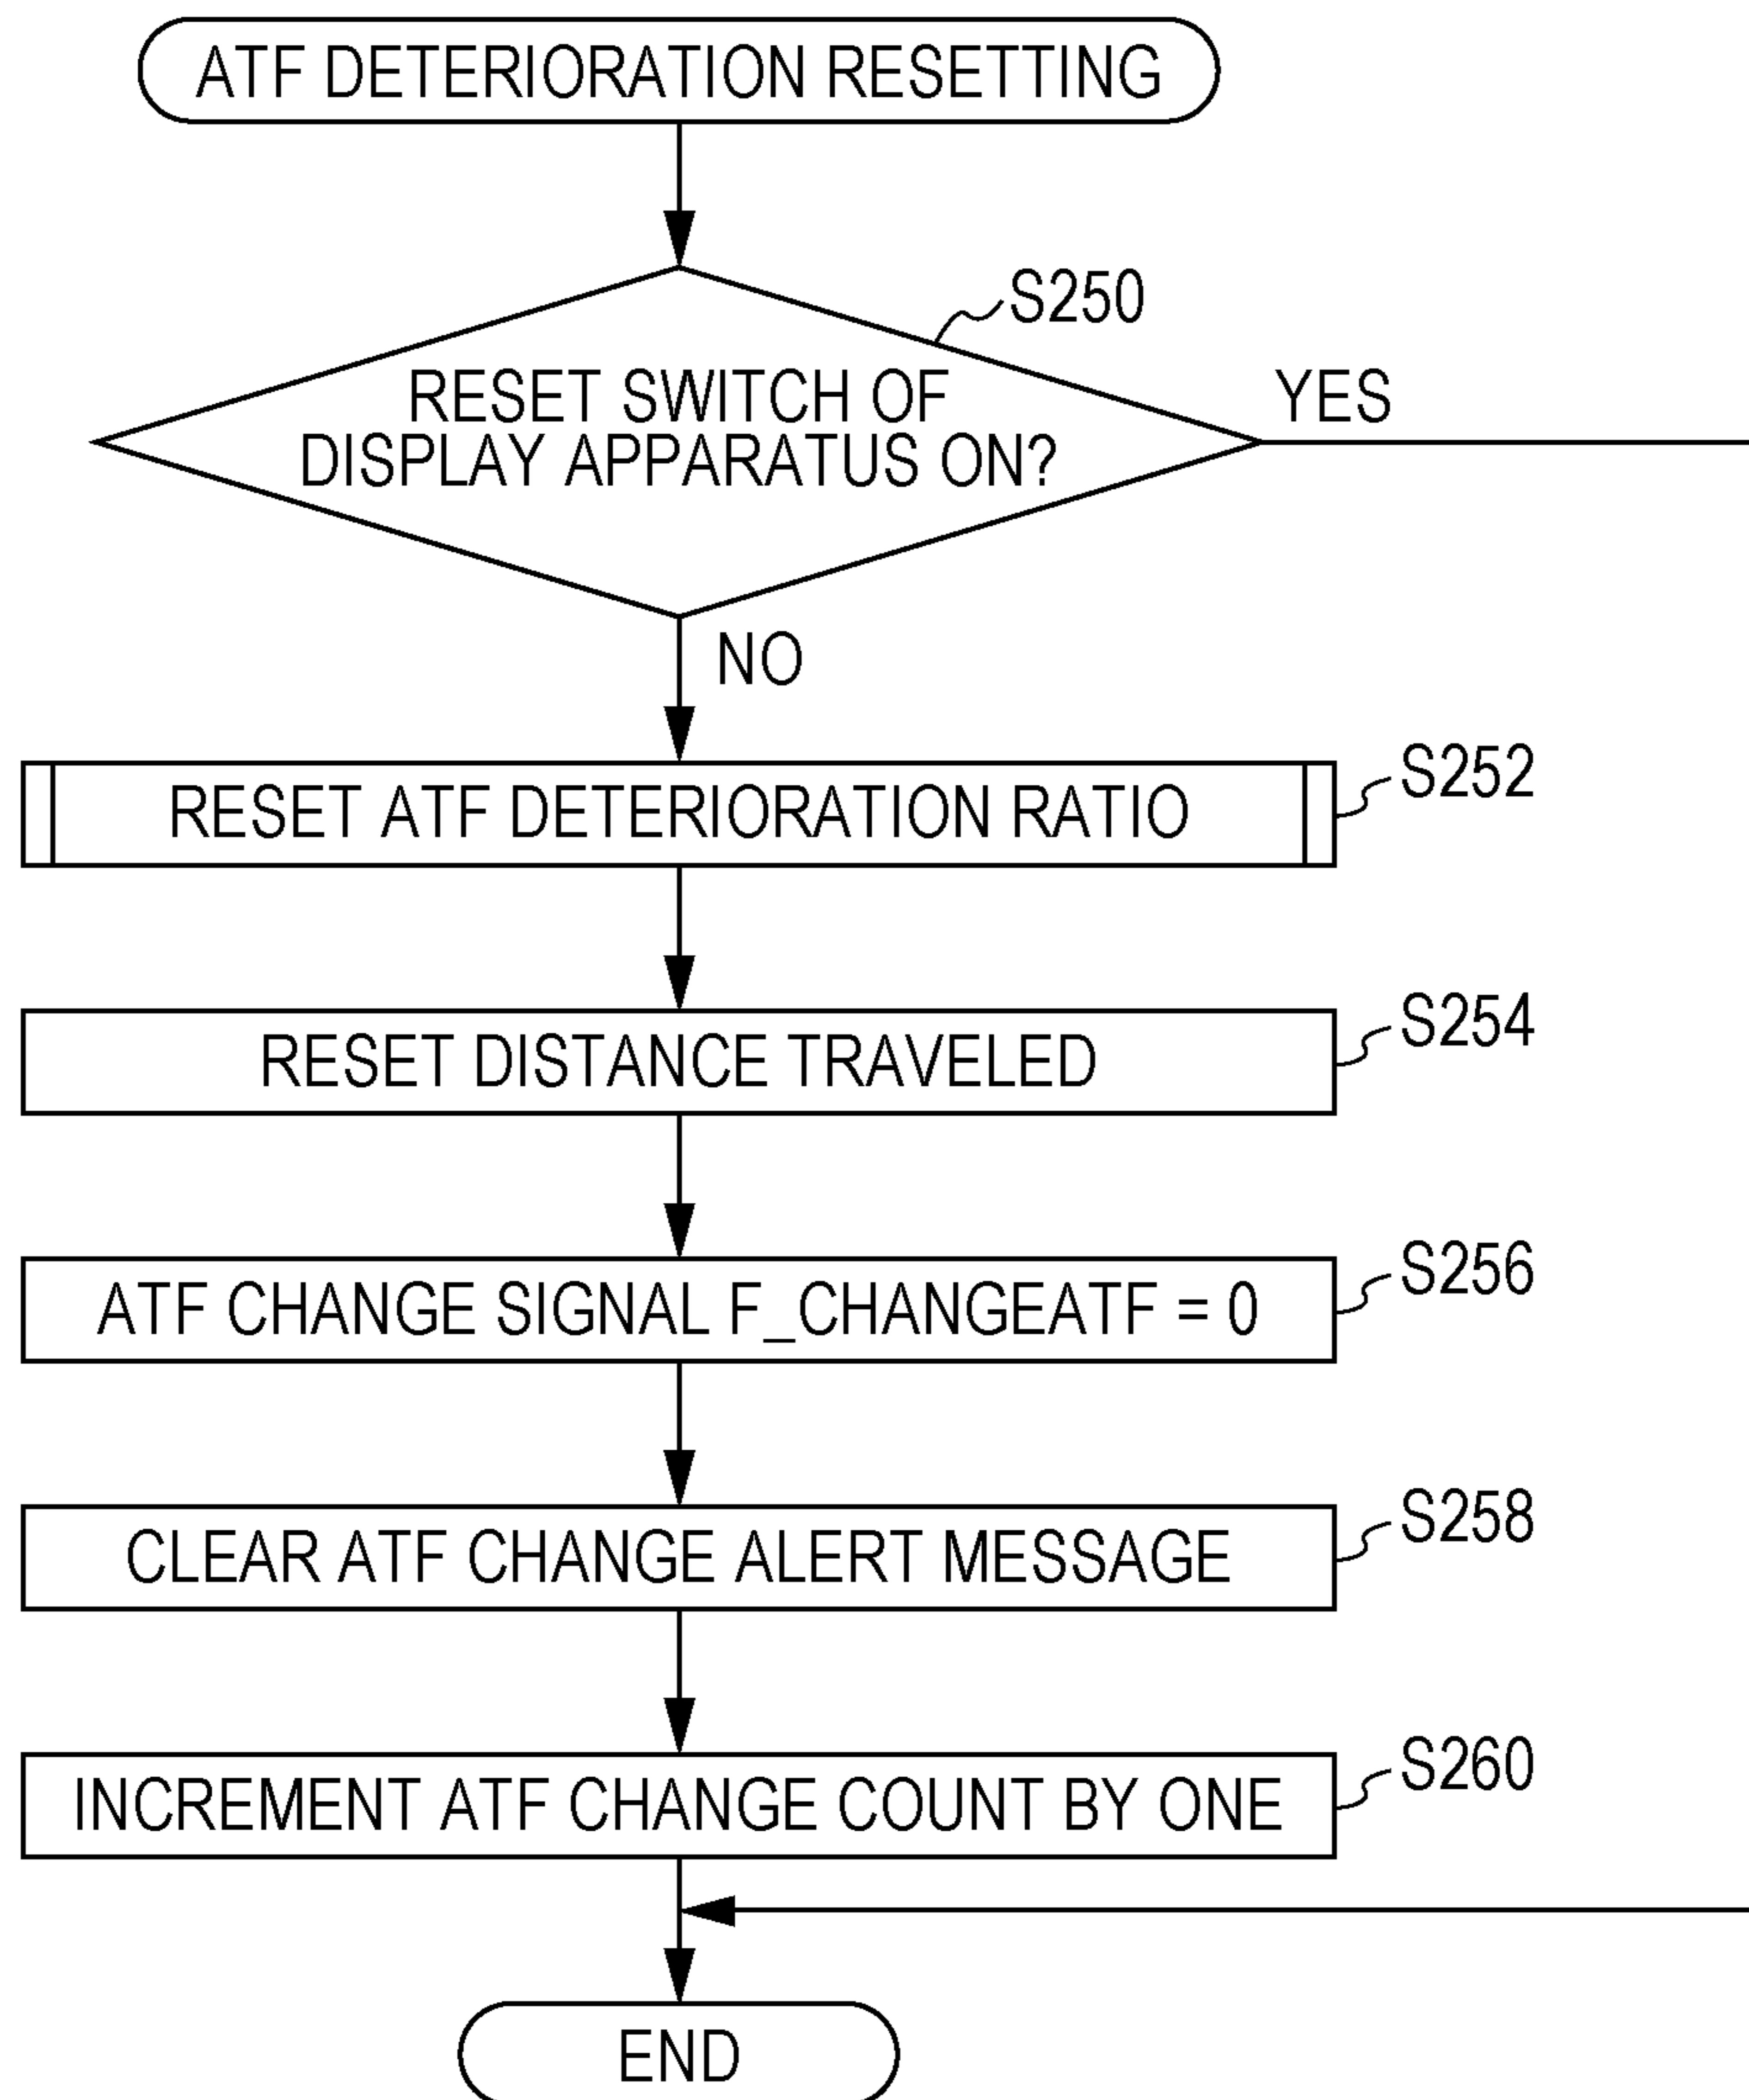 ATF DETERIORATION RESETTING
S250
RESET SWITCH OF
DISPLAY APPARATUS ON?
YES
NO
RESET ATF DETERIORATION RATIO
S252
RESET DISTANCE TRAVELED
S254
ATF CHANGE SIGNAL F_CHANGEATF = 0
S256
CLEAR ATF CHANGE ALERT MESSAGE
S258
INCREMENT ATF CHANGE COUNT BY ONE
S260
END